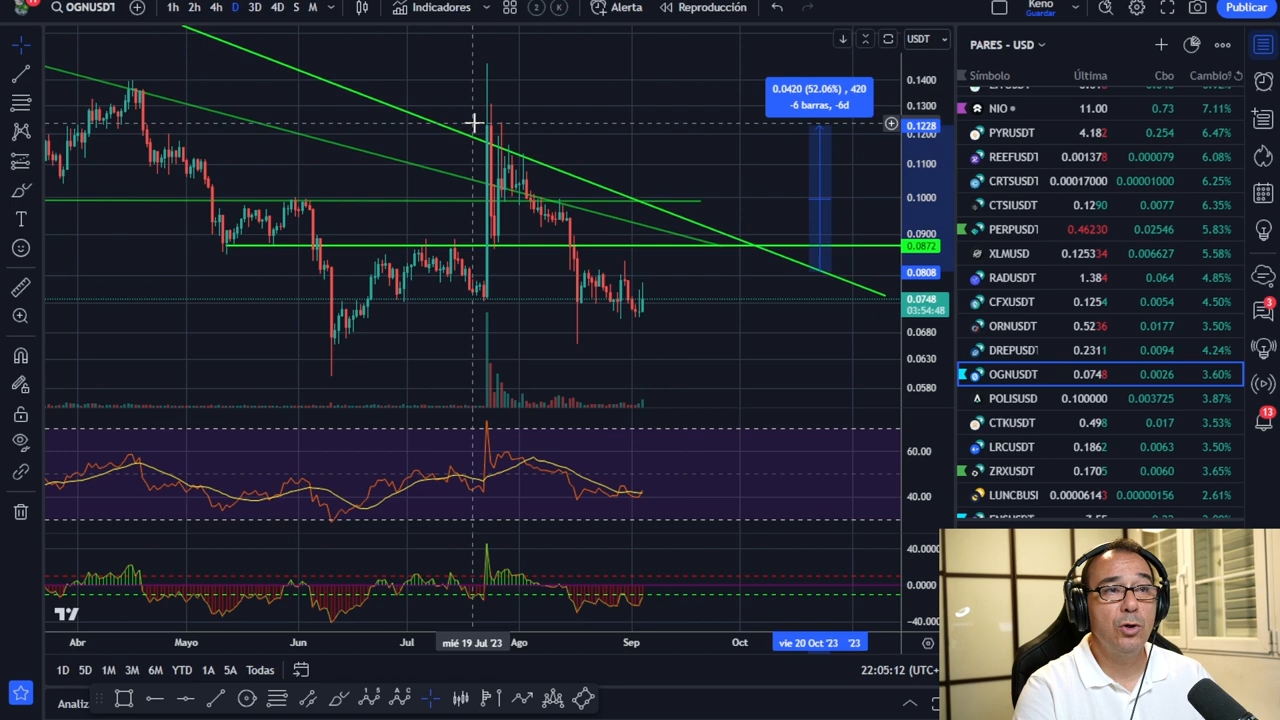 OGNUSDT 1h 2h 4h D 3D S M Indicadores 2 K Alerta Reproducción Keno Guardar Publicar
USDT
PARES - USD
Símbolo Última Cbo Cambio%
NIO 11.00 0.73 7.11%
PYRUSDT 4.182 0.254 6.47%
REEFUSDT 0.001378 0.000079 6.08%
CRTSUSDT 0.00017000 0.00001000 6.25%
CTSIUSDT 0.1290 0.0077 6.35%
PERPUSDT 0.46230 0.02546 5.83%
XLMUSD 0.125334 0.006627 5.58%
RADUSDT 1.384 0.064 4.85%
CFXUSDT 0.1254 0.0054 4.50%
ORNUSDT 0.5236 0.0177 3.50%
DREPUSDT 0.2311 0.0094 4.24%
OGNUSDT 0.0748 0.0026 3.60%
POLISUSD 0.100000 0.003725 3.87%
CTKUSDT 0.498 0.017 3.53%
LRCUSDT 0.1862 0.0063 3.50%
ZRXUSDT 0.1705 0.0060 3.65%
LUNCBUSD 0.00006143 0.00000156 2.61%
0.0420 (52.06%) , 420
-6 barras, -6d
0.1400
0.1300
0.1228
0.1200
0.1100
0.1000
0.0900
0.0872
0.0808
0.0748
03:54:48
0.0680
0.0630
0.0580
60.00
40.00
40.0000
0.0000
-40.0000
3
13
Abr Mayo Jun Jul mié 19 Jul '23 Ago Sep Oct vie 20 Oct '23 '23
1D 5D 1M 3M 6M YTD 1A 5A Todas 22:05:12 (UTC+